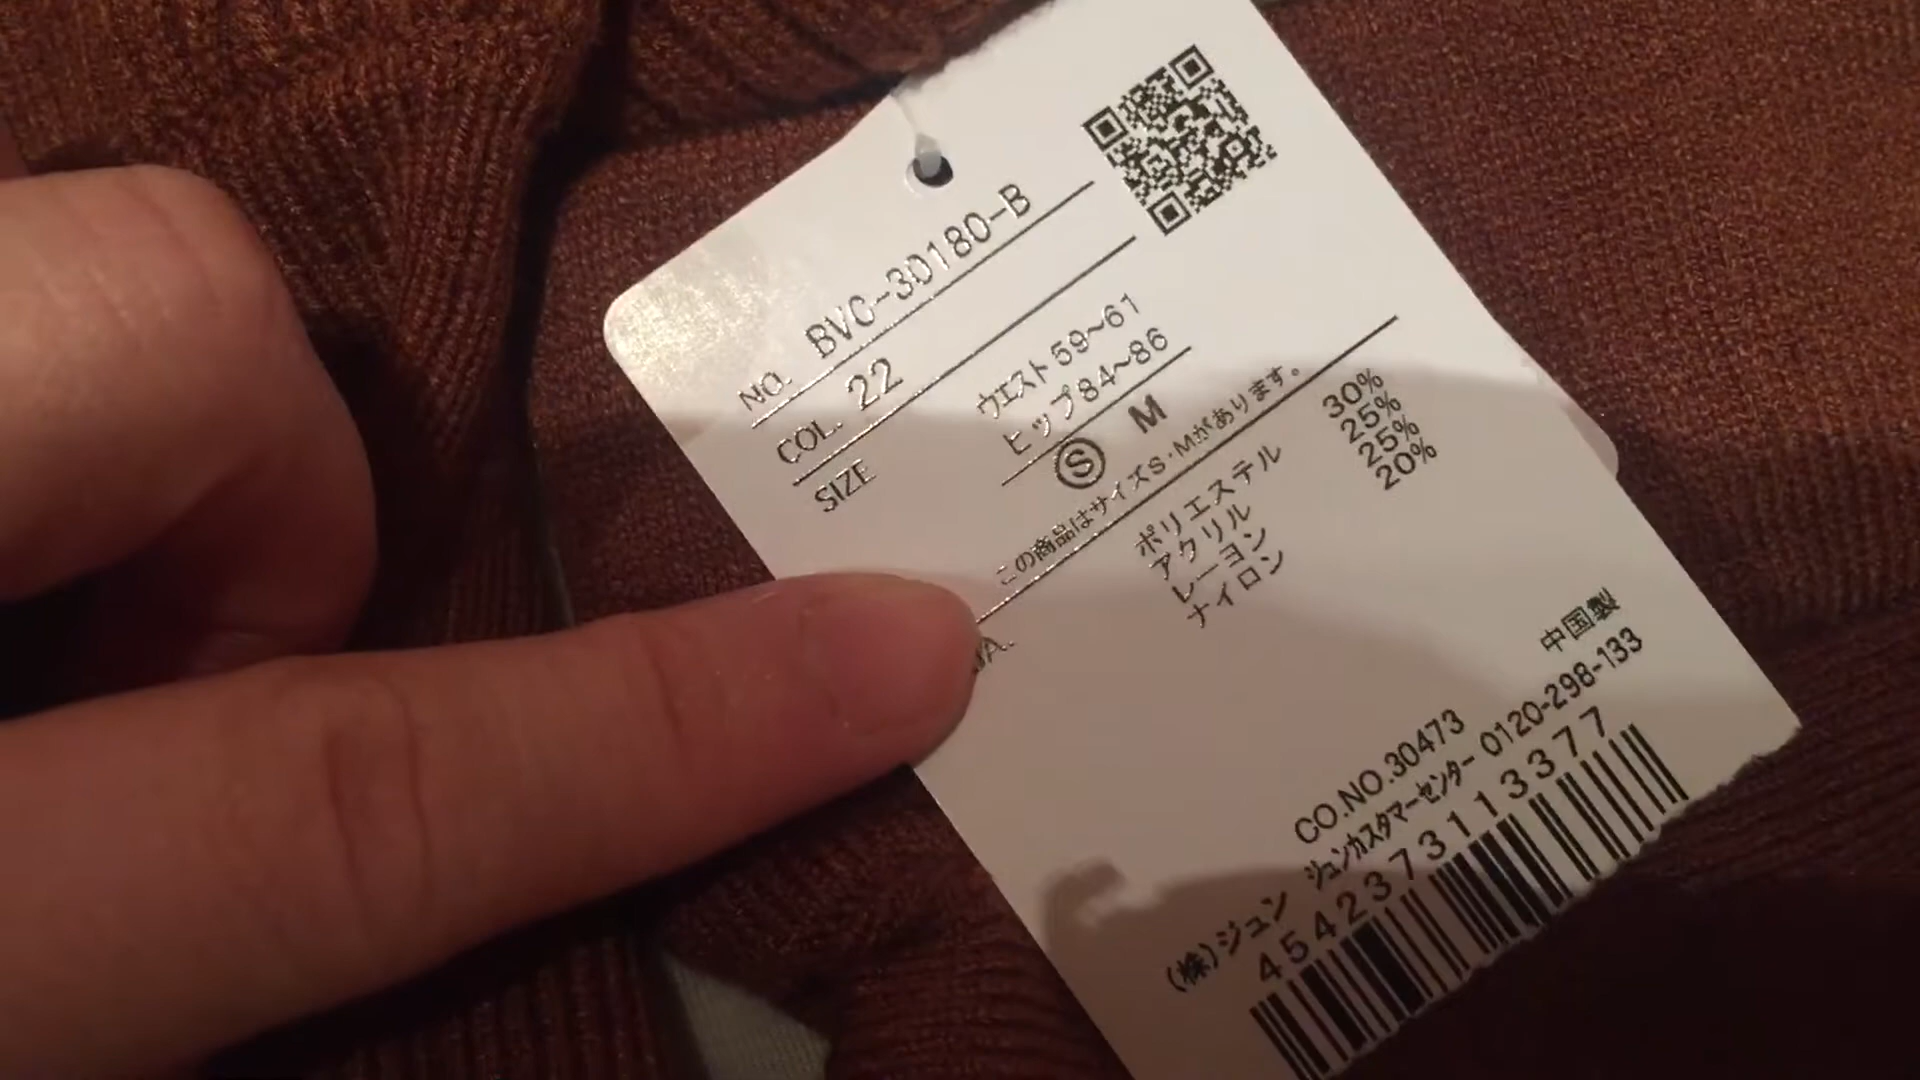 NO. BVC-30180-B
COL. 22
SIZE
ウエスト 59~61
ヒップ 84~86
Ⓢ M
この商品はサイズS・Mがあります。
ポリエステル 30%
アクリル 25%
レーヨン 25%
ナイロン 20%
中国製
CO.NO.30473
(株)ジュン ジュンカスタマーセンター 0120-298-133
4542373113377